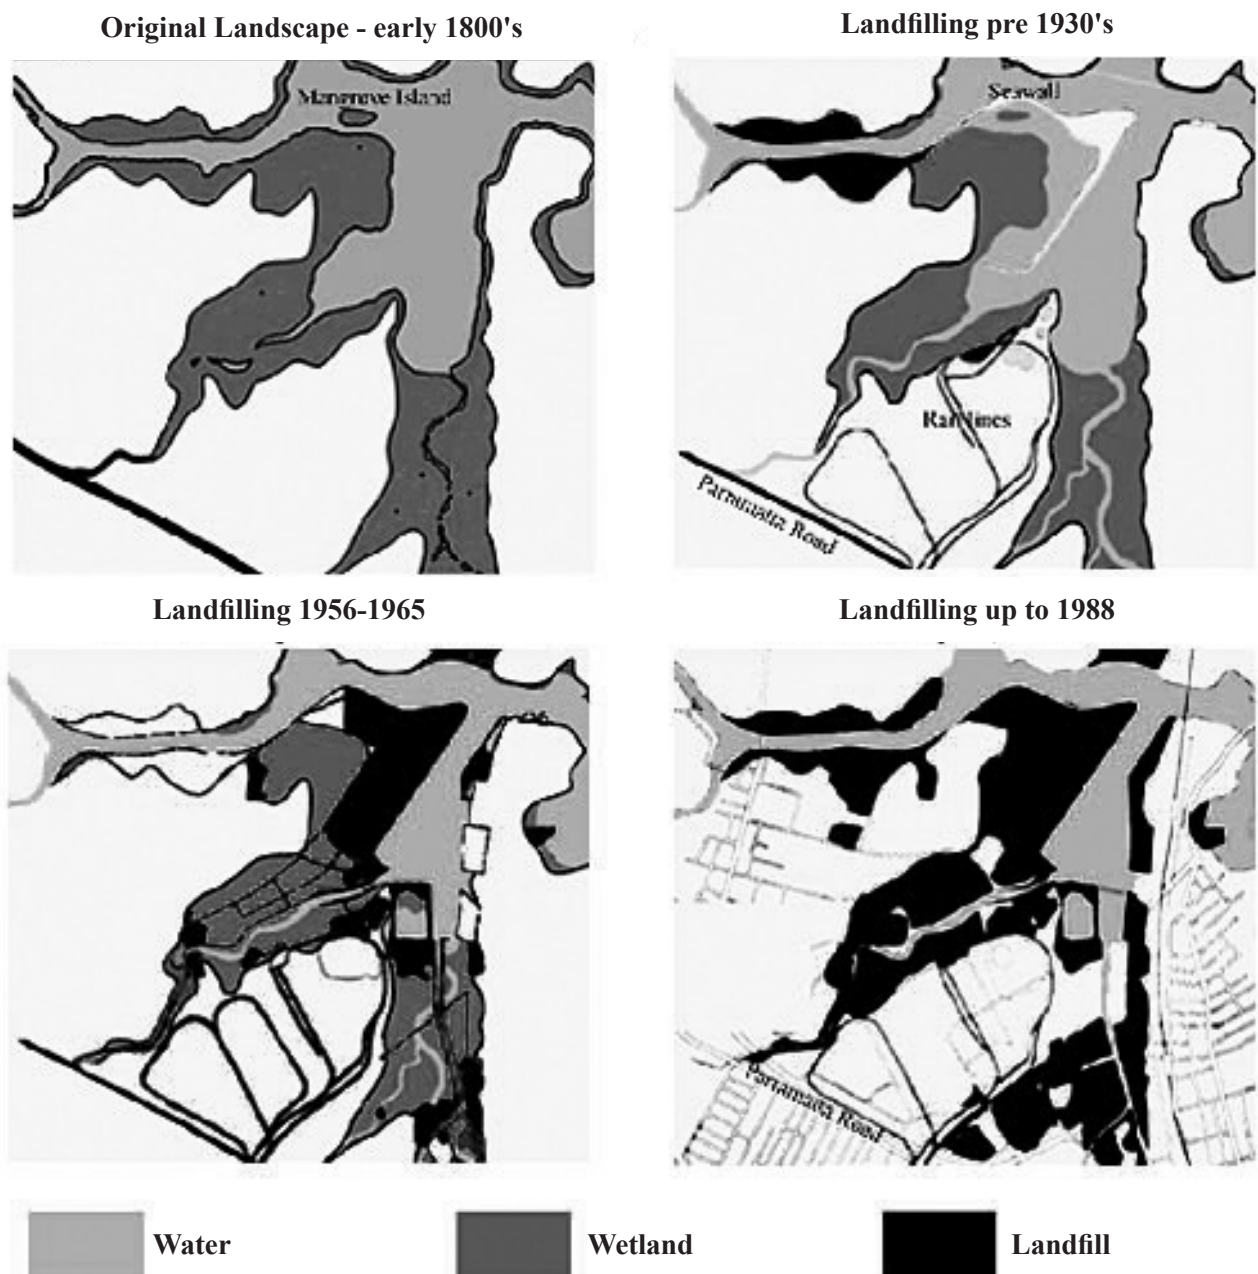 Original Landscape - early 1800's
Landfilling pre 1930's
Mangrove Island
Seawall
Rail lines
Parramatta Road
Landfilling 1956-1965
Landfilling up to 1988
Parramatta Road
Water
Wetland
Landfill